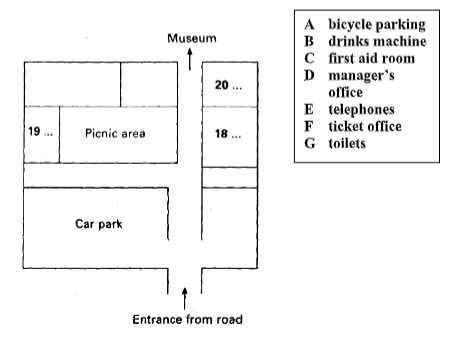 Museum
20 ...
19 ...
Picnic area
18 ...
Car park
Entrance from road
A bicycle parking
B drinks machine
C first aid room
D manager's
office
E telephones
F ticket office
G toilets